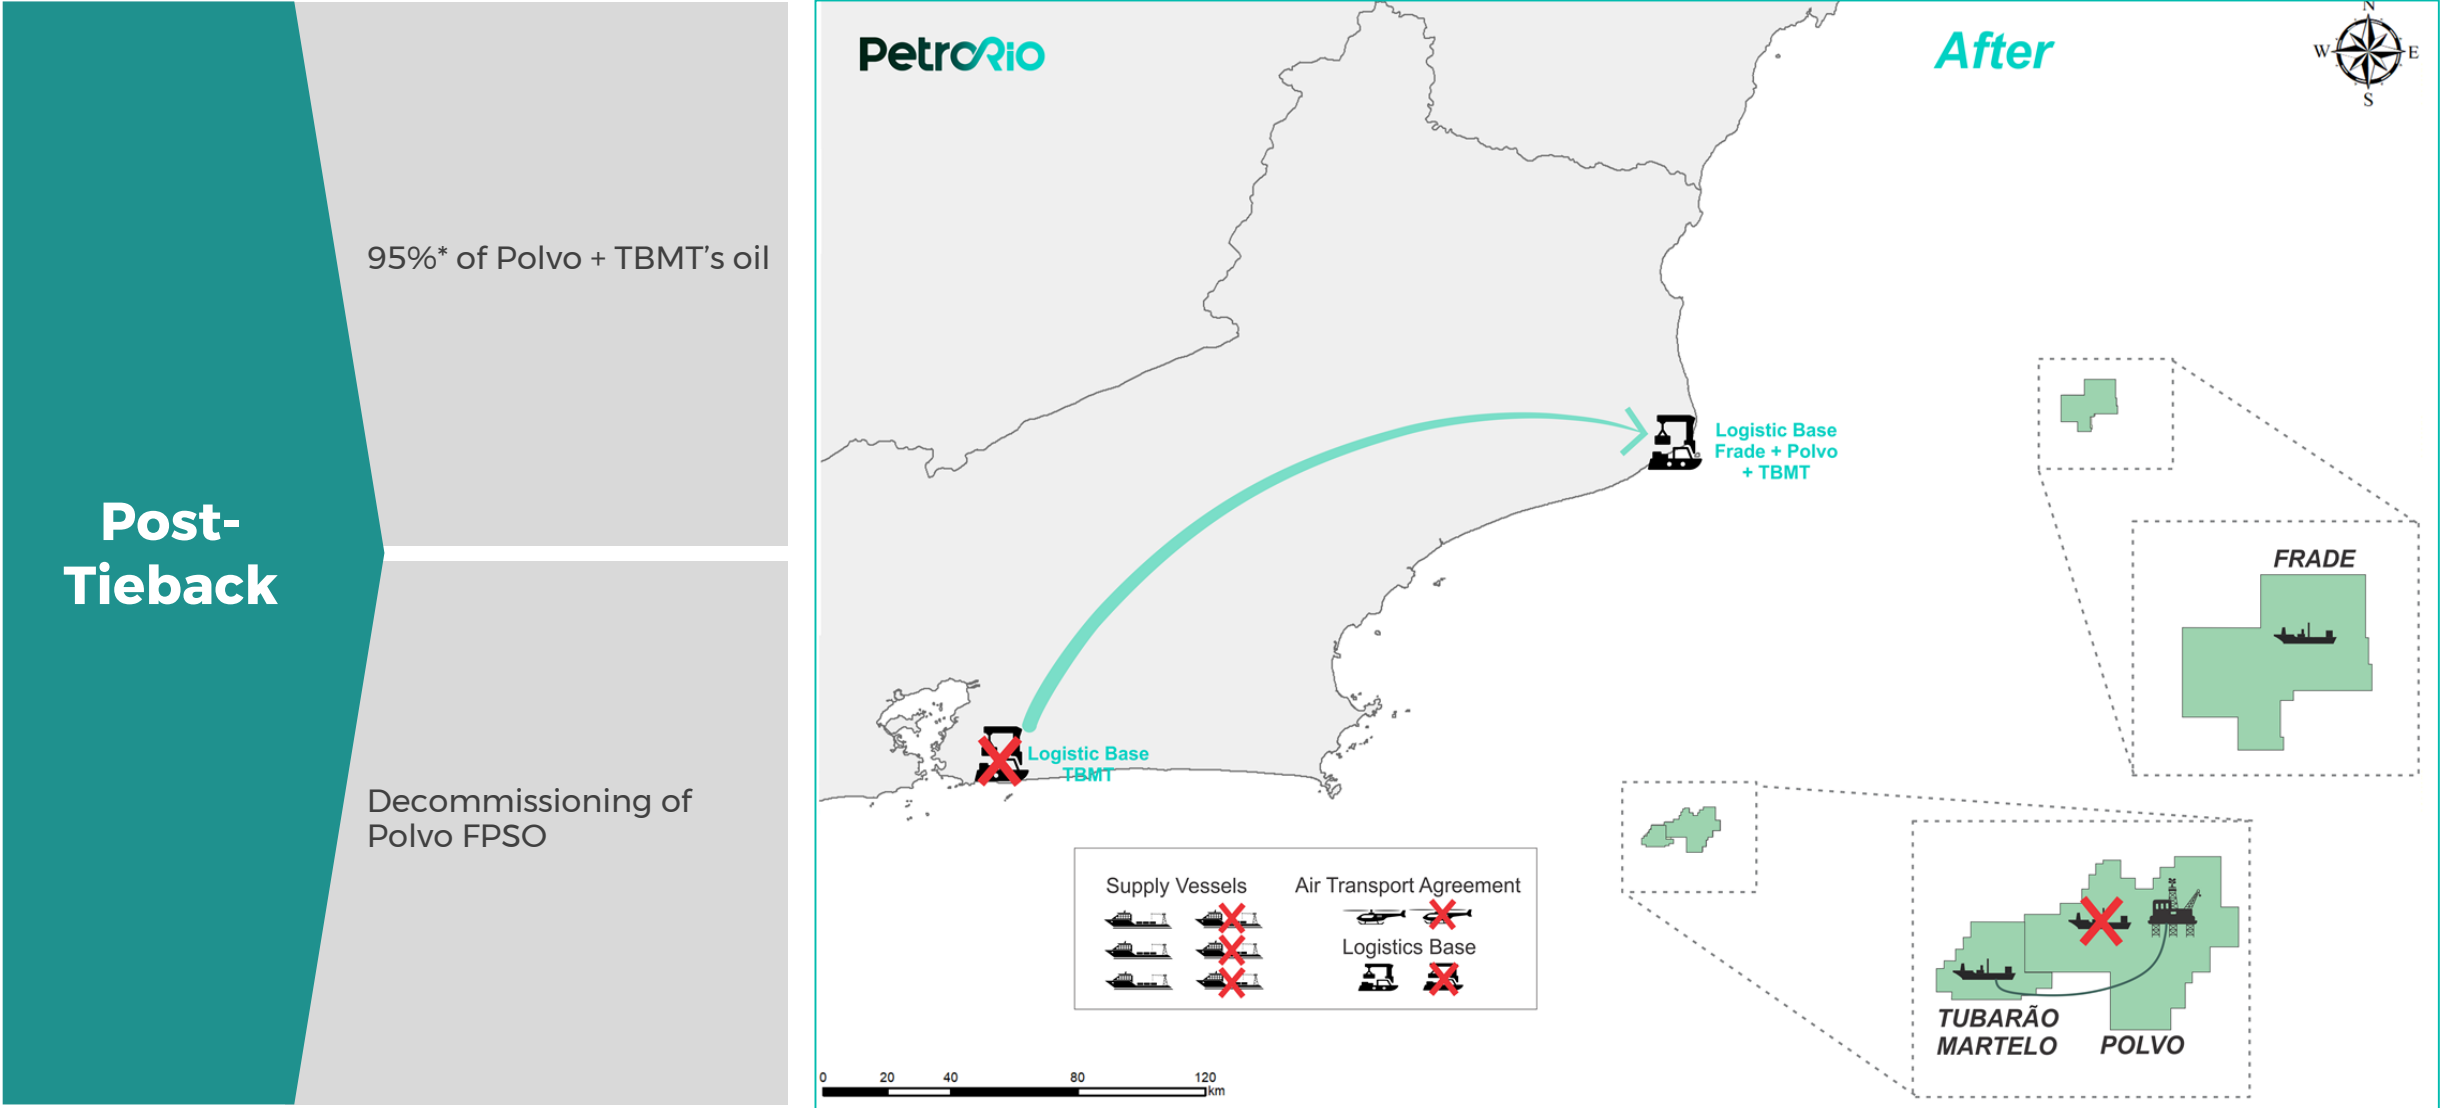 Post-
Tieback
95%* of Polvo + TBMT’s oil
Decommissioning of
Polvo FPSO
PetroRio
After
N
W
E
S
Logistic Base
Frade + Polvo
+ TBMT
Logistic Base
TBMT
FRADE
TUBARÃO
MARTELO
POLVO
Supply Vessels
Air Transport Agreement
Logistics Base
0 20 40 80 120
km